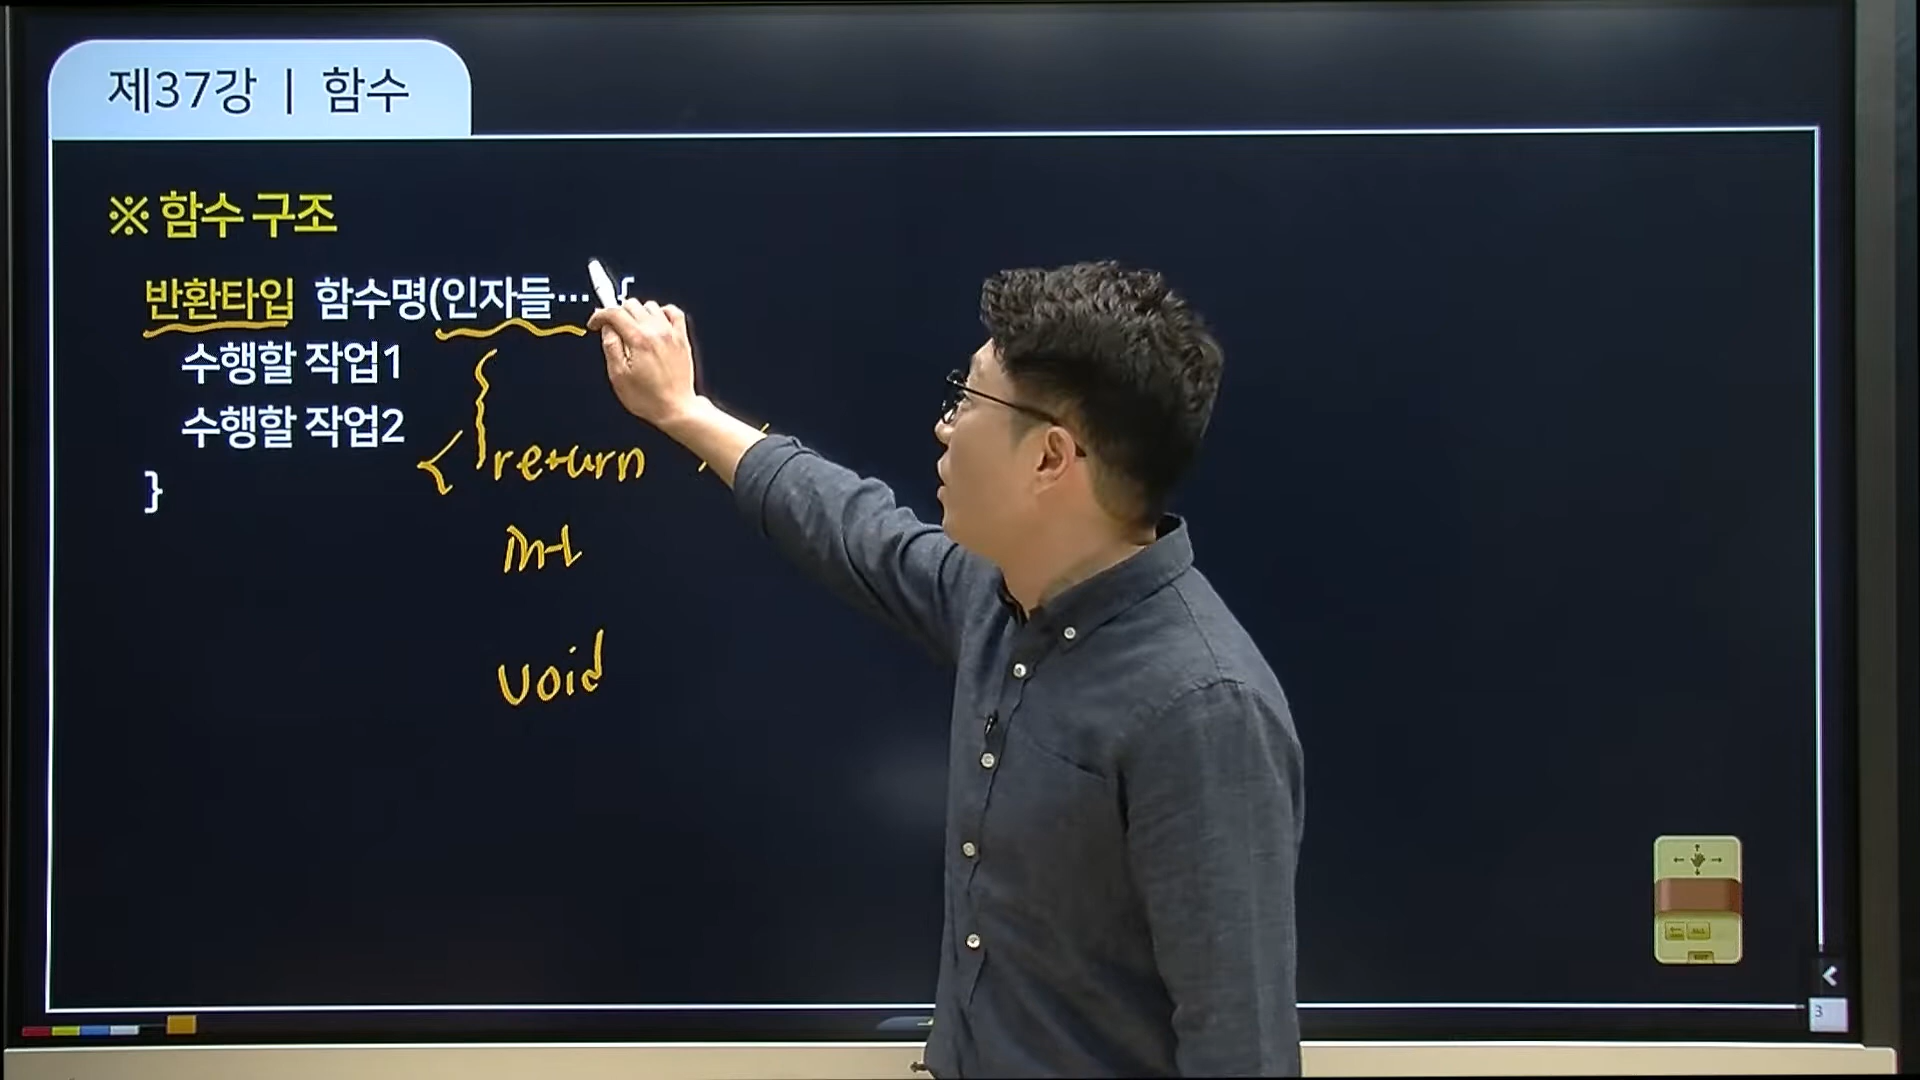 제37강 | 함수
※ 함수 구조
반환타입 함수명(인자들··· {
수행할 작업1
수행할 작업2
return
}
int
void
3